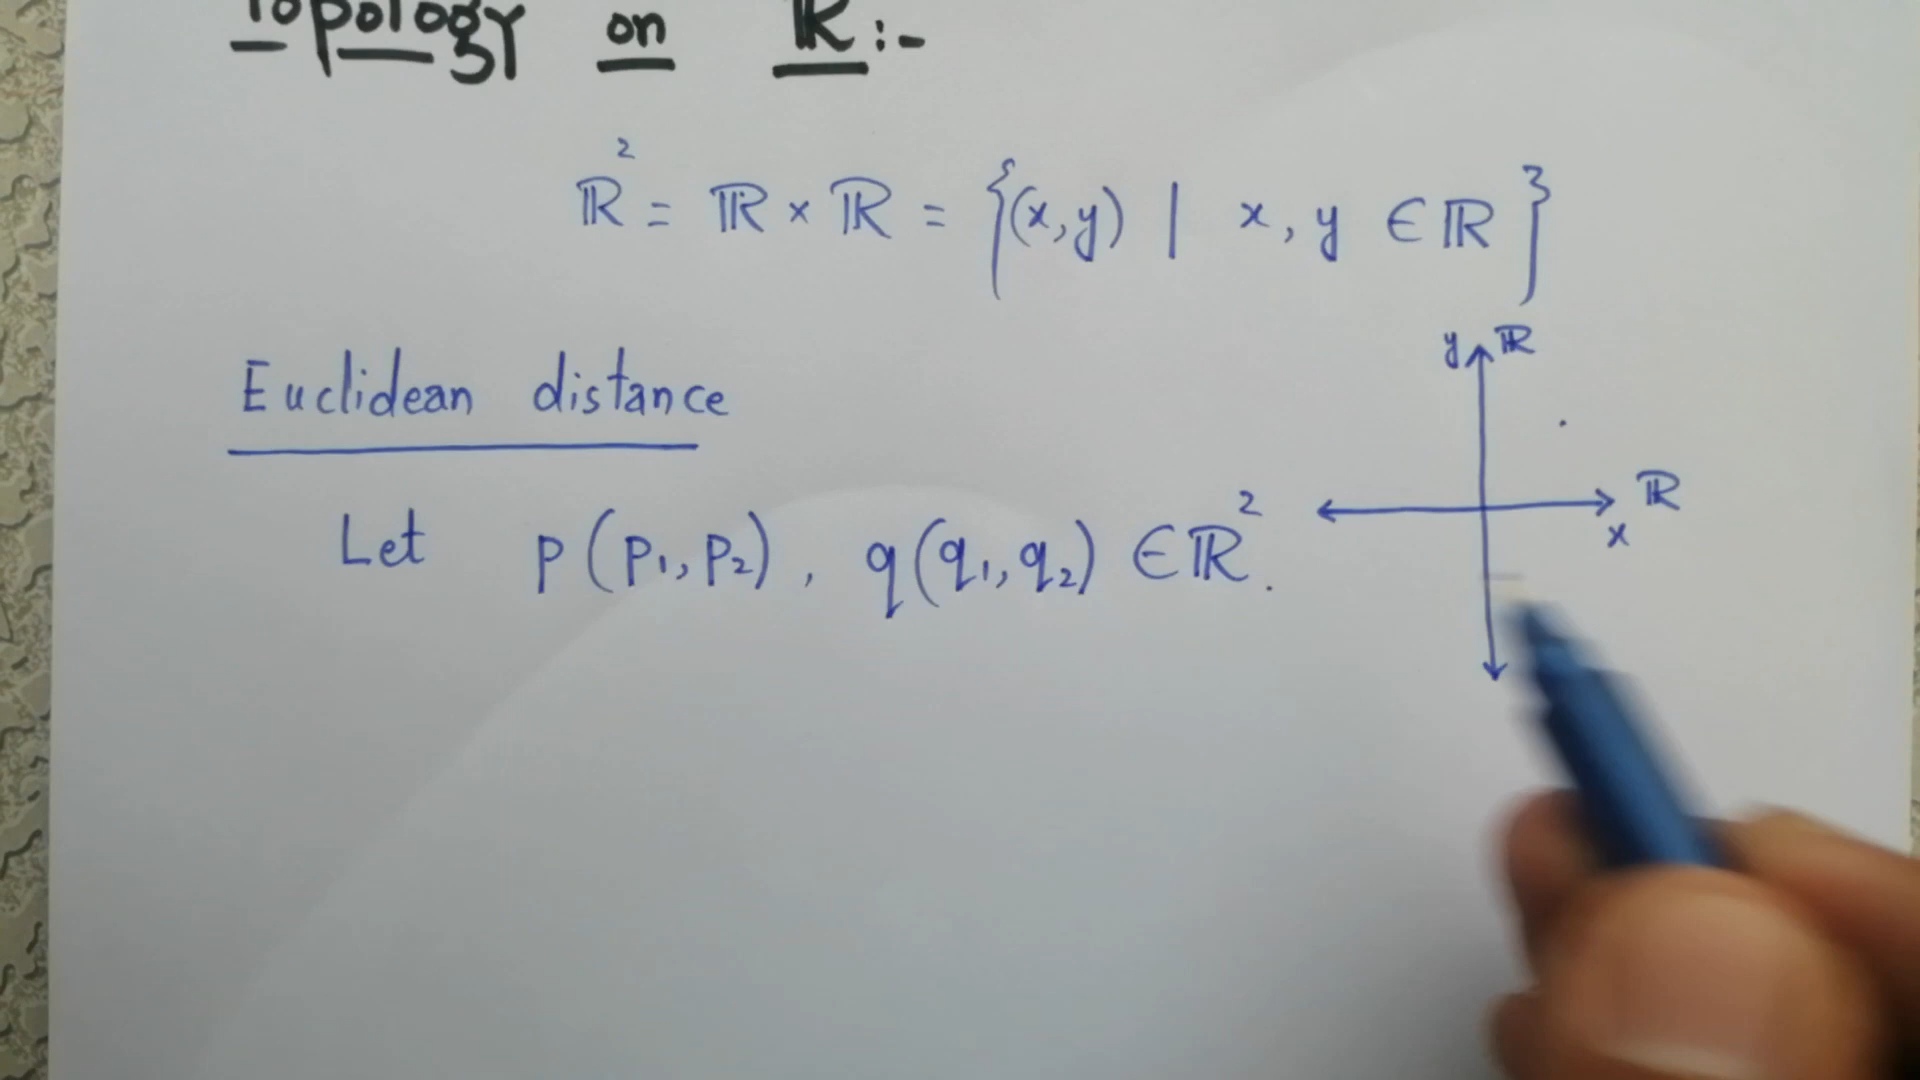 Topology on ℝ :-
ℝ² = ℝ × ℝ = {(x,y) | x, y ∈ ℝ}
Euclidean distance
y ℝ
ℝ
x
Let p(p₁, p₂), q(q₁, q₂) ∈ ℝ².